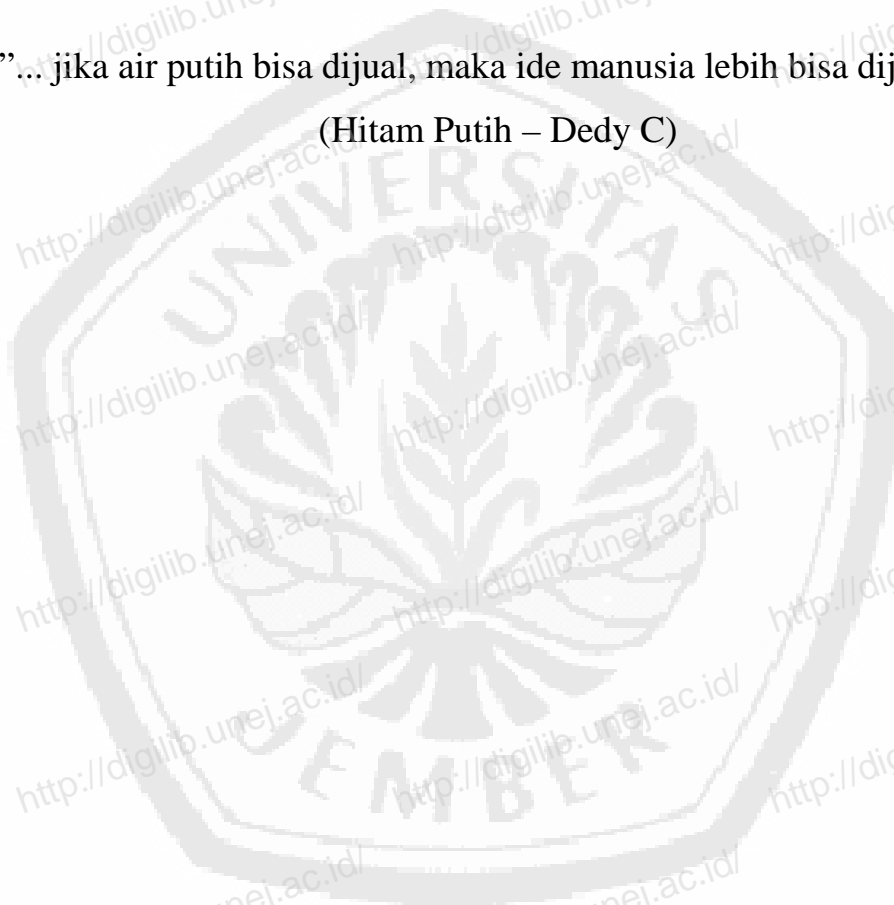 ”... jika air putih bisa dijual, maka ide manusia lebih bisa dij
(Hitam Putih – Dedy C)
http://digilib.unej.ac.id/
UNIVERSITAS
JEMBER